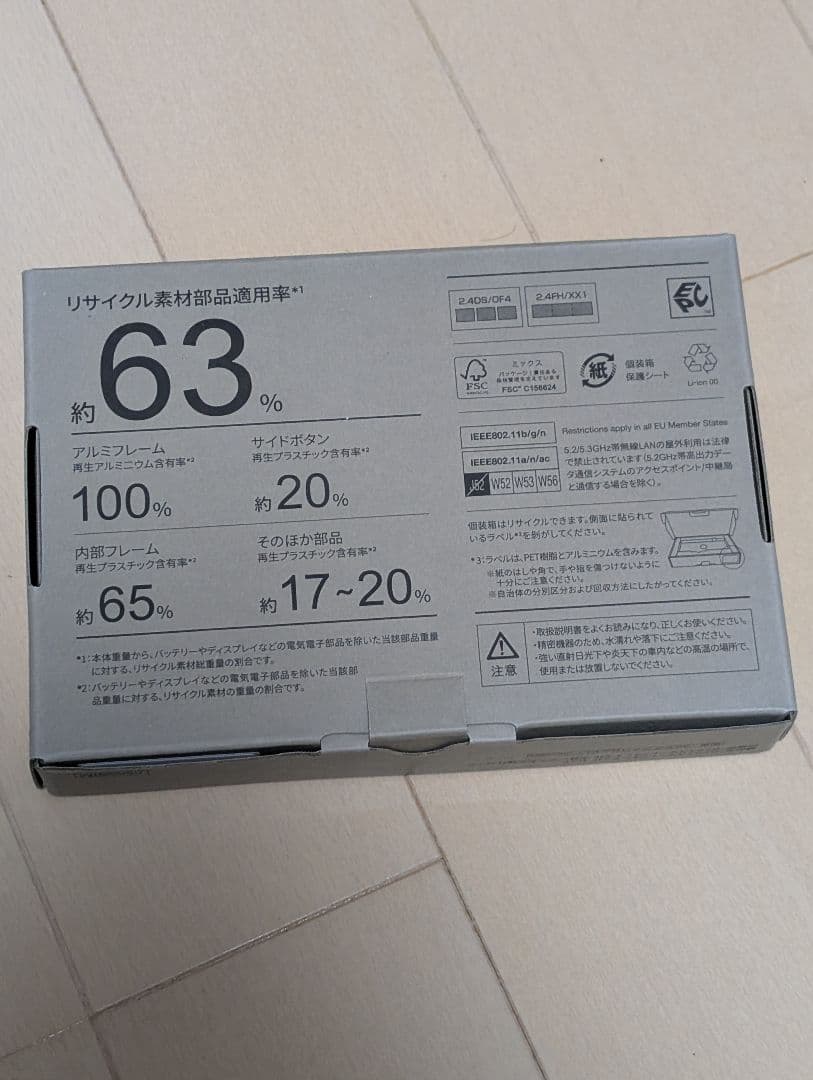 リサイクル素材部品適用率*1
約63%
アルミフレーム
再生アルミニウム含有率*2
100%
サイドボタン
再生プラスチック含有率*2
約20%
内部フレーム
再生プラスチック含有率*2
約65%
そのほか部品
再生プラスチック含有率*2
約17~20%
*1:本体重量から、バッテリーやディスプレイなどの電気電子部品を除いた当該部品重量
に対する、リサイクル素材総重量の割合です。
*2:バッテリーやディスプレイなどの電気電子部品を除いた当該部
品重量に対する、リサイクル素材の重量の割合です。
2.4DS/OF4
2.4FH/XX1
FSC
ミックス
パッケージ|責任ある
森林管理を支えています
FSC™ C156624
紙
個装箱
保護シート
Li-ion 00
IEEE802.11b/g/n
IEEE802.11a/n/ac
J52 W52 W53 W56
Restrictions apply in all EU Member States
5.2/5.3GHz帯無線LANの屋外利用は法律
で禁止されています(5.2GHz帯高出力デー
タ通信システムのアクセスポイント/中継局
と通信する場合を除く)。
個装箱はリサイクルできます。側面に貼られて
いるラベル*3を剥がしてください。
*3:ラベルは、PET樹脂とアルミニウムを含みます。
※紙のはしや角で、手や指を傷つけないように
十分にご注意ください。
※自治体の分別区分および回収方法にしたがってください。
注意
・取扱説明書をよくお読みになり、正しくお使いください。
・精密機器のため、水濡れや落下にご注意ください。
・強い直射日光下や炎天下の車内などの高温の場所で、
使用または放置しないでください。